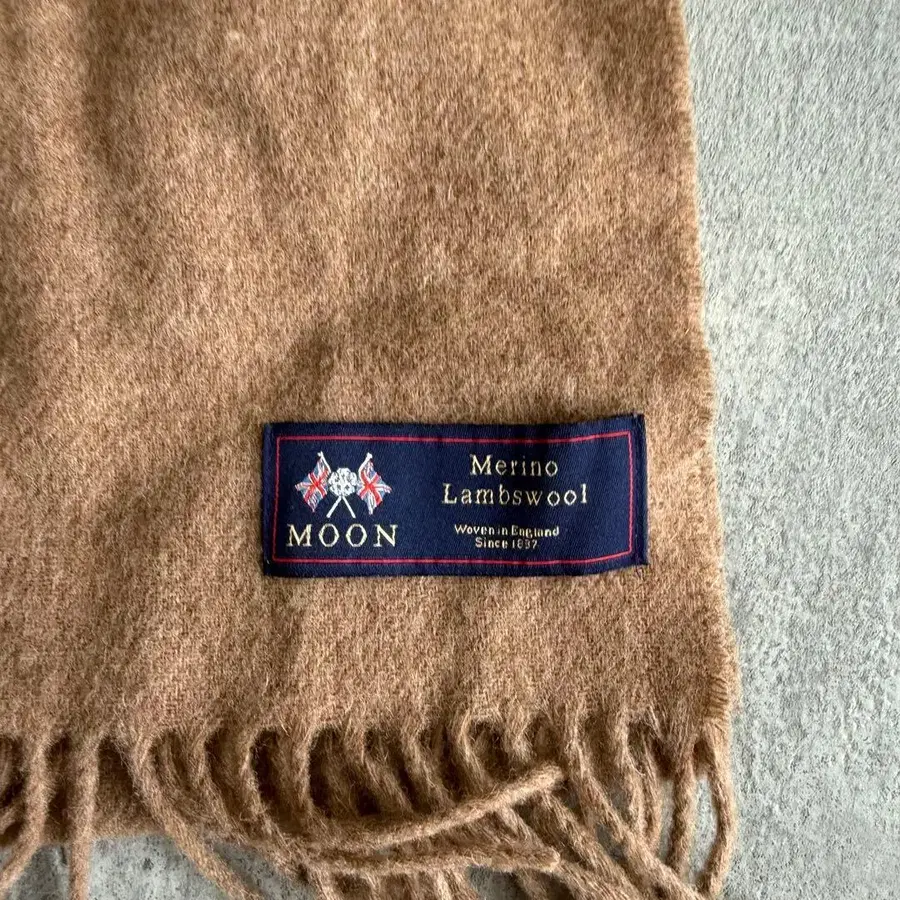 MOON
Merino
Lambswool
Woven in England
Since 1837